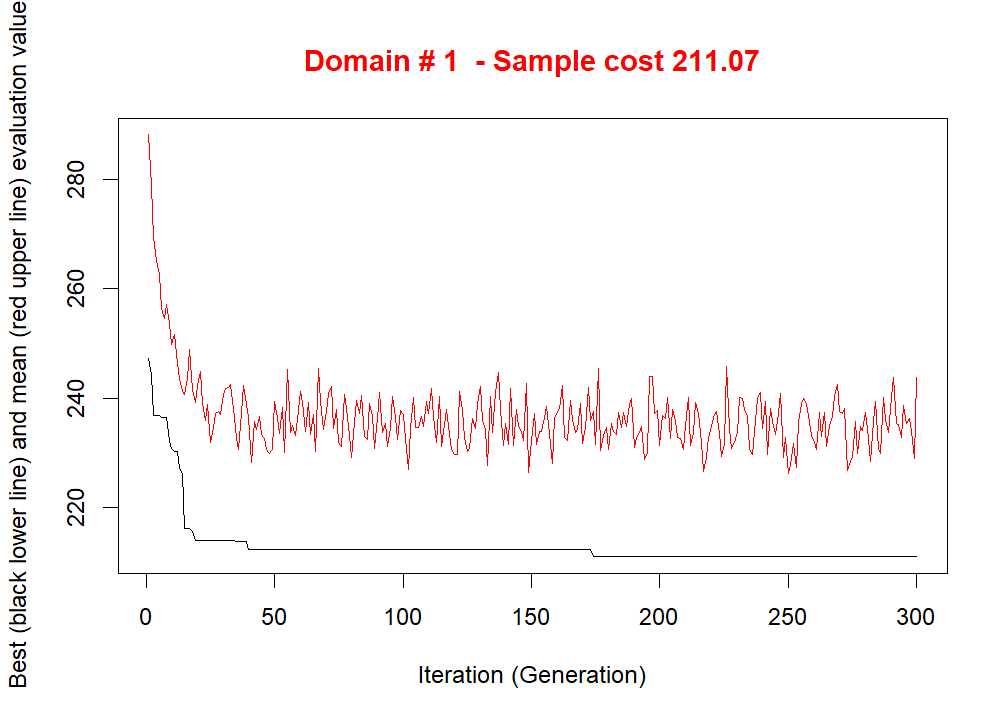 Domain # 1  - Sample cost 211.07
Best (black lower line) and mean (red upper line) evaluation value
280
260
240
220
0 50 100 150 200 250 300
Iteration (Generation)